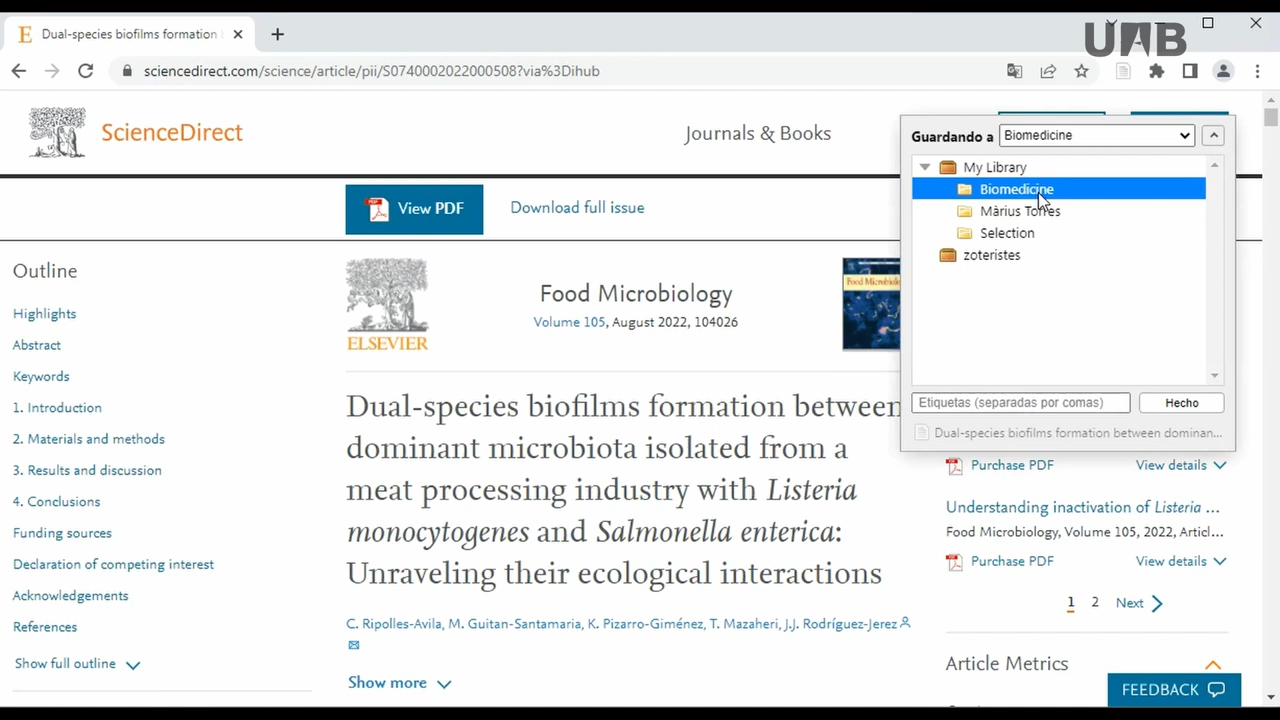 Dual-species biofilms formation
UAB
sciencedirect.com/science/article/pii/S0740002022000508?via%3Dihub
ScienceDirect
Journals & Books
View PDF
Download full issue
Outline
Highlights
Abstract
Keywords
1. Introduction
2. Materials and methods
3. Results and discussion
4. Conclusions
Funding sources
Declaration of competing interest
Acknowledgements
References
Show full outline
ELSEVIER
Food Microbiology
Volume 105, August 2022, 104026
Food Microbiolo
Dual-species biofilms formation between
dominant microbiota isolated from a
meat processing industry with Listeria
monocytogenes and Salmonella enterica:
Unraveling their ecological interactions
C. Ripolles-Avila, M. Guitan-Santamaria, K. Pizarro-Giménez, T. Mazaheri, J.J. Rodríguez-Jerez
Show more
Guardando a Biomedicine
My Library
Biomedicine
Màrius Torres
Selection
zoteristes
Etiquetas (separadas por comas) Hecho
Dual-species biofilms formation between dominan...
Purchase PDF View details
Understanding inactivation of Listeria ...
Food Microbiology, Volume 105, 2022, Articl...
Purchase PDF View details
1 2 Next
Article Metrics
FEEDBACK